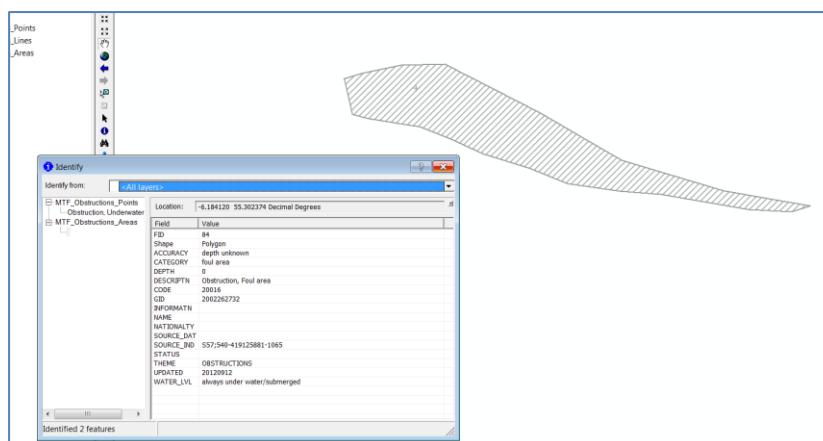 _Points
_Lines
_Areas
Identify
Identify from: <All layers>
MTF_Obstructions_Points
Obstruction, Underwater
MTF_Obstructions_Areas
Location: -6.184120 55.302374 Decimal Degrees
Field Value
FID 84
Shape Polygon
ACCURACY depth unknown
CATEGORY foul area
DEPTH 0
DESCRIPTN Obstruction, Foul area
CODE 20016
GID 2002262732
INFORMATN
NAME
NATIONALTY
SOURCE_DAT
SOURCE_IND S57;540-419125881-1065
STATUS
THEME OBSTRUCTIONS
UPDATED 20120912
WATER_LVL always under water/submerged
Identified 2 features